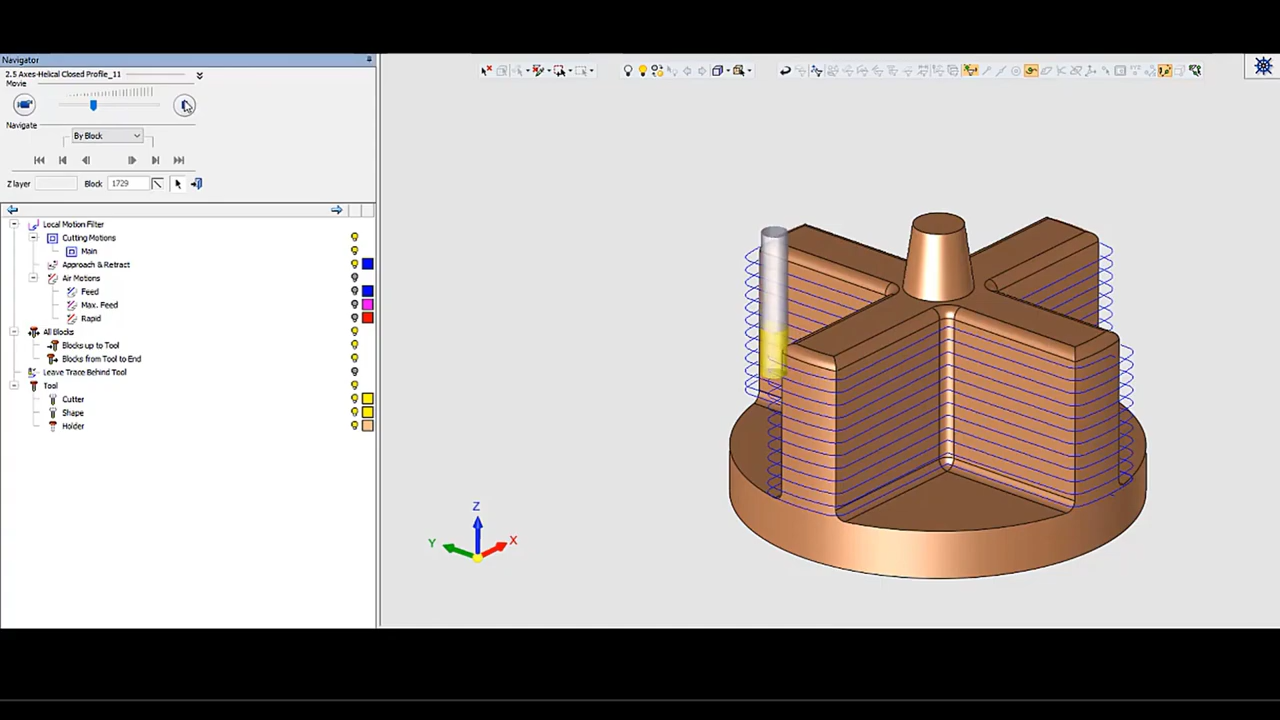 Navigator
2.5 Axes-Helical Closed Profile_11
Movie
Navigate
By Block
Z layer
Block
1729
Local Motion Filter
Cutting Motions
Main
Approach & Retract
Air Motions
Feed
Max. Feed
Rapid
All Blocks
Blocks up to Tool
Blocks from Tool to End
Leave Trace Behind Tool
Tool
Cutter
Shape
Holder
Z
Y
X